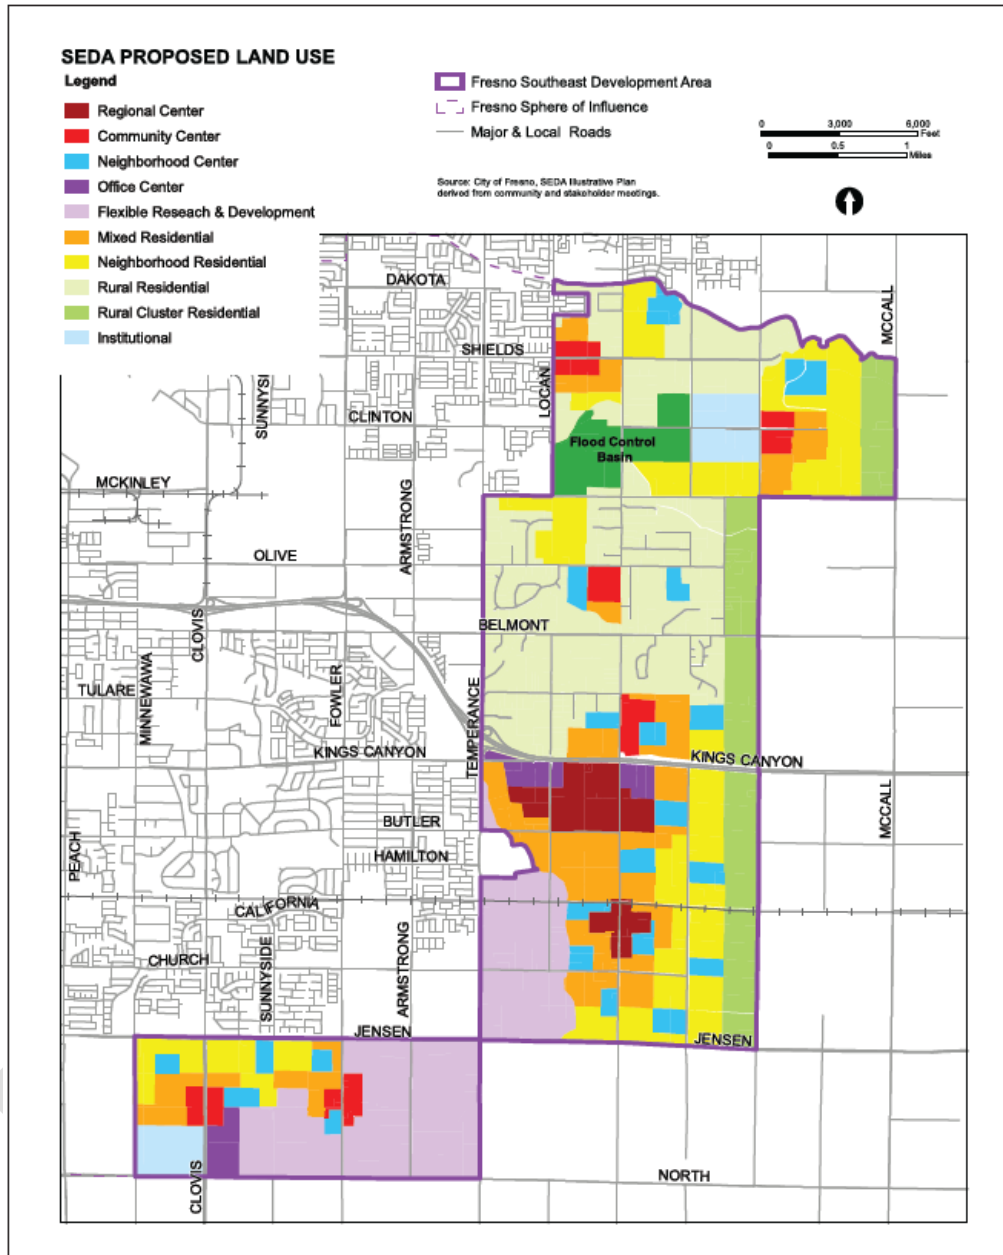 SEDA PROPOSED LAND USE
Legend
Regional Center
Community Center
Neighborhood Center
Office Center
Flexible Reseach & Development
Mixed Residential
Neighborhood Residential
Rural Residential
Rural Cluster Residential
Institutional
Fresno Southeast Development Area
Fresno Sphere of Influence
Major & Local Roads
0 3,000 6,000
Feet
0 0.5 1
Miles
Source: City of Fresno, SEDA Illustrative Plan
derived from community and stakeholder meetings.
DAKOTA
MCCALL
SHIELDS
LOCAN
SUNNYSI
CLINTON
Flood Control
Basin
MCKINLEY
ARMSTRONG
OLIVE
CLOVIS
BELMONT
MINNEWAWA
TULARE
FOWLER
TEMPERANCE
KINGS CANYON
KINGS CANYON
MCCALL
BUTLER
PEACH
HAMILTON
CALIFORNIA
ARMSTRONG
SUNNYSIDE
CHURCH
JENSEN
JENSEN
CLOVIS
NORTH